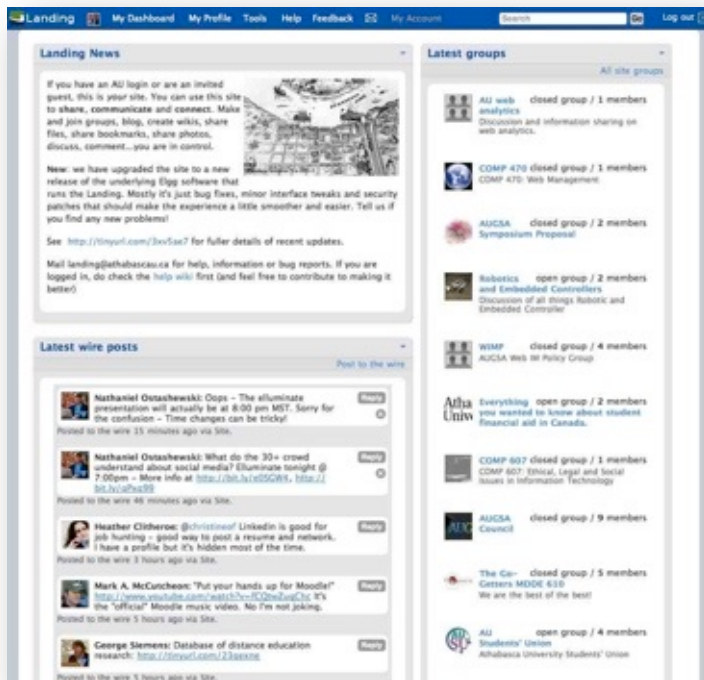 Landing My Dashboard My Profile Tools Help Feedback My Account Search Go Log out
Landing News
If you have an AU login or are an invited
guest, this is your site. You can use this site
to share, communicate and connect. Make
and join groups, blog, create wikis, share
files, share bookmarks, share photos,
discuss, comment...you are in control.
New: we have upgraded the site to a new
release of the underlying Elgg software that
runs the Landing. Mostly it's just bug fixes, minor interface tweaks and security
patches that should make the experience a little smoother and easier. Tell us if
you find any new problems!
See http://tinyurl.com/3xv5ae7 for fuller details of recent updates.
Mail landing@athabascau.ca for help, information or bug reports. If you are
logged in, do check the help wiki first (and feel free to contribute to making it
better!)
Latest wire posts
Post to the wire
Nathaniel Ostashewski: Oops - The elluminate
presentation will actually be at 8:00 pm MST. Sorry for
the confusion - Time changes can be tricky!
Reply
Posted to the wire 15 minutes ago via Site.
Nathaniel Ostashewski: What do the 30+ crowd
understand about social media? Elluminate tonight @
7:00pm - More info at http://bit.ly/e0SGWK, http://
Reply
Posted to the wire 46 minutes ago via Site.
Heather Clitheroe: @christineof Linkedin is good for
job hunting - good way to post a resume and network.
I have a profile but it's hidden most of the time.
Reply
Posted to the wire 3 hours ago via Site.
Mark A. McCutcheon: "Put your hands up for Moodle!"
It's
the "official" Moodle music video. No I'm not joking.
Reply
Posted to the wire 5 hours ago via Site.
George Siemens: Database of distance education
research:
Reply
Posted to the wire 5 hours ago via Site.
Latest groups
All site groups
AU web closed group / 1 members
analytics
Discussion and information sharing on
web analytics.
COMP 470 closed group / 1 members
COMP 470: Web Management
AUGSA closed group / 2 members
Symposium Proposal
Robotics open group / 2 members
and Embedded Controllers
Discussion of all things Robotic and
Embedded Controller
WIMP closed group / 4 members
AUGSA Web IM Policy Group
Atha
Univ
Everything open group / 2 members
you wanted to know about student
financial aid in Canada.
COMP 607 closed group / 1 members
COMP 607: Ethical, Legal and Social
Issues in Information Technology
AUG
AUGSA closed group / 9 members
Council
The Go- closed group / 5 members
Getters MDDE 610
We are the best of the best!
AU open group / 4 members
Students' Union
Athabasca University Students' Union